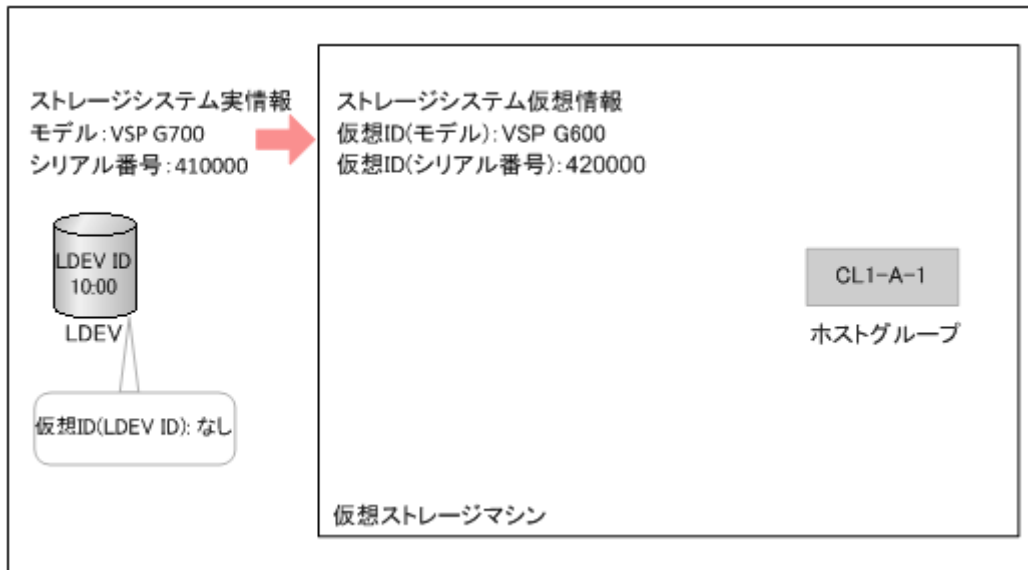 ストレージシステム実情報
モデル:VSP G700
シリアル番号:410000
LDEV ID
10:00
LDEV
仮想ID(LDEV ID): なし
ストレージシステム仮想情報
仮想ID(モデル):VSP G600
仮想ID(シリアル番号):420000
CL1-A-1
ホストグループ
仮想ストレージマシン